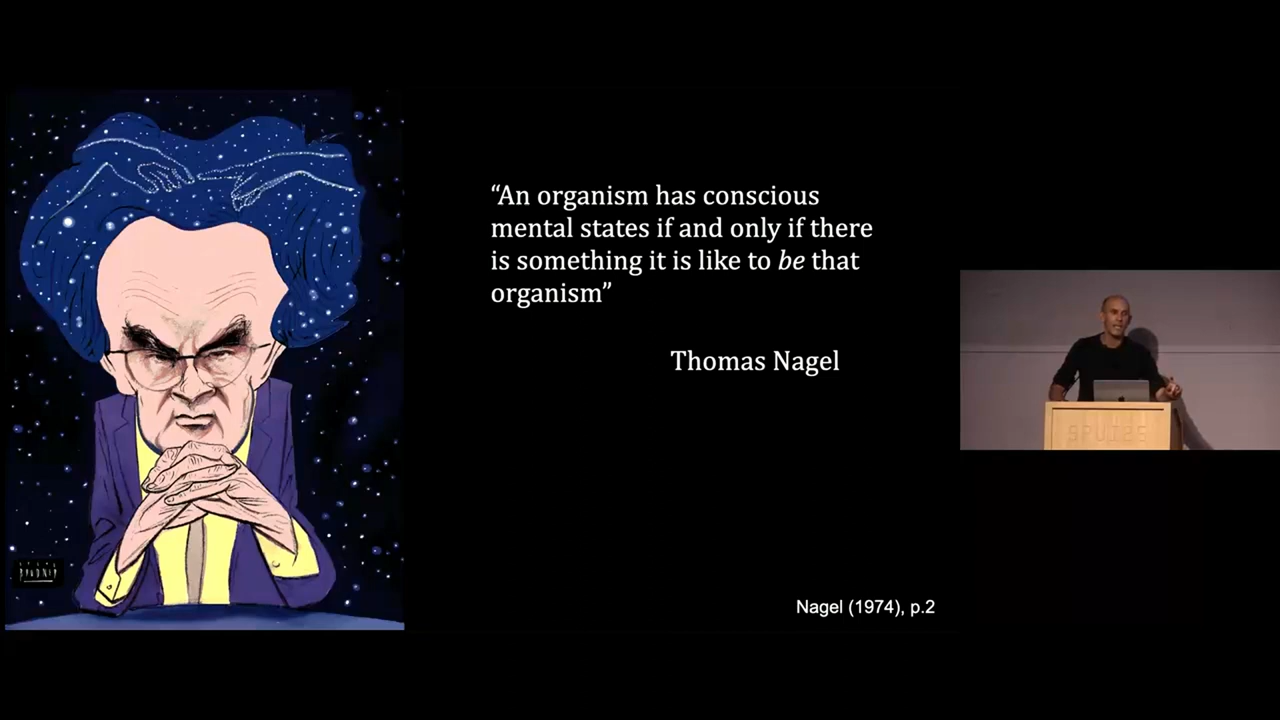 “An organism has conscious
mental states if and only if there
is something it is like to be that
organism”
Thomas Nagel
Nagel (1974), p.2